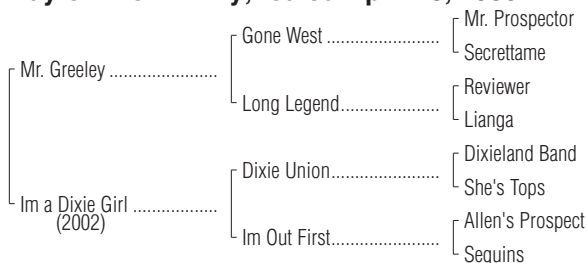 Mr. Prospector
Gone West ........................
Secrettame
Mr. Greeley .......................
Reviewer
Long Legend.....................
Lianga
Dixieland Band
Dixie Union.......................
She's Tops
Im a Dixie Girl ..................
(2002)
Allen's Prospect
Im Out First.......................
Sequins